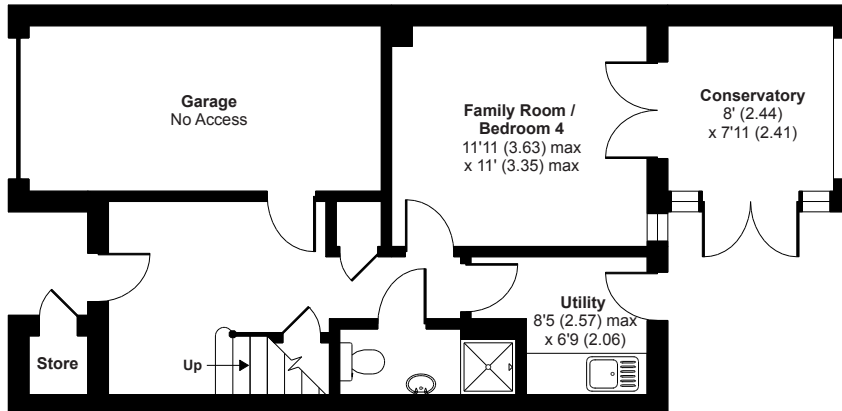 Garage
No Access
Family Room /
Bedroom 4
11'11 (3.63) max
x 11' (3.35) max
Conservatory
8' (2.44)
x 7'11 (2.41)
Utility
8'5 (2.57) max
x 6'9 (2.06)
Store
Up